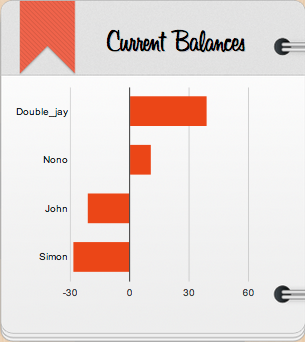 Current Balances
Double_jay
Nono
John
Simon
-30 0 30 60